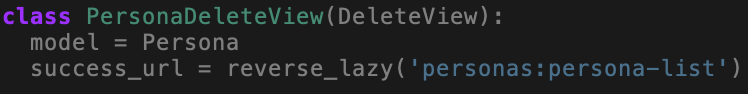 class PersonaDeleteView(DeleteView):
  model = Persona
  success_url = reverse_lazy('personas:persona-list')